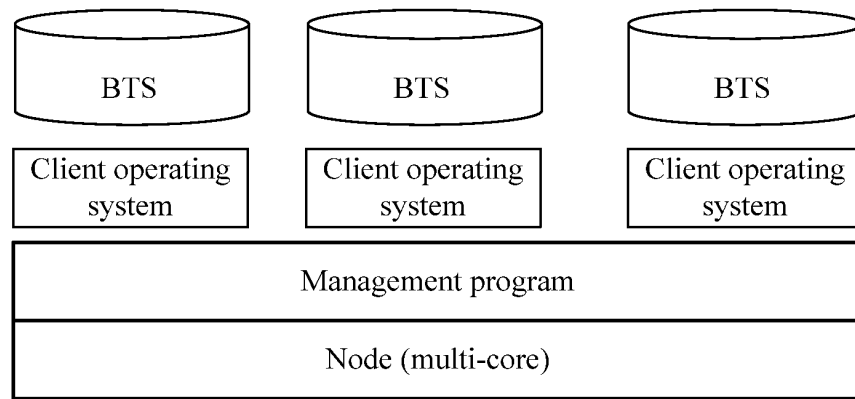 BTS
BTS
BTS
Client operating
system
Client operating
system
Client operating
system
Management program
Node (multi-core)